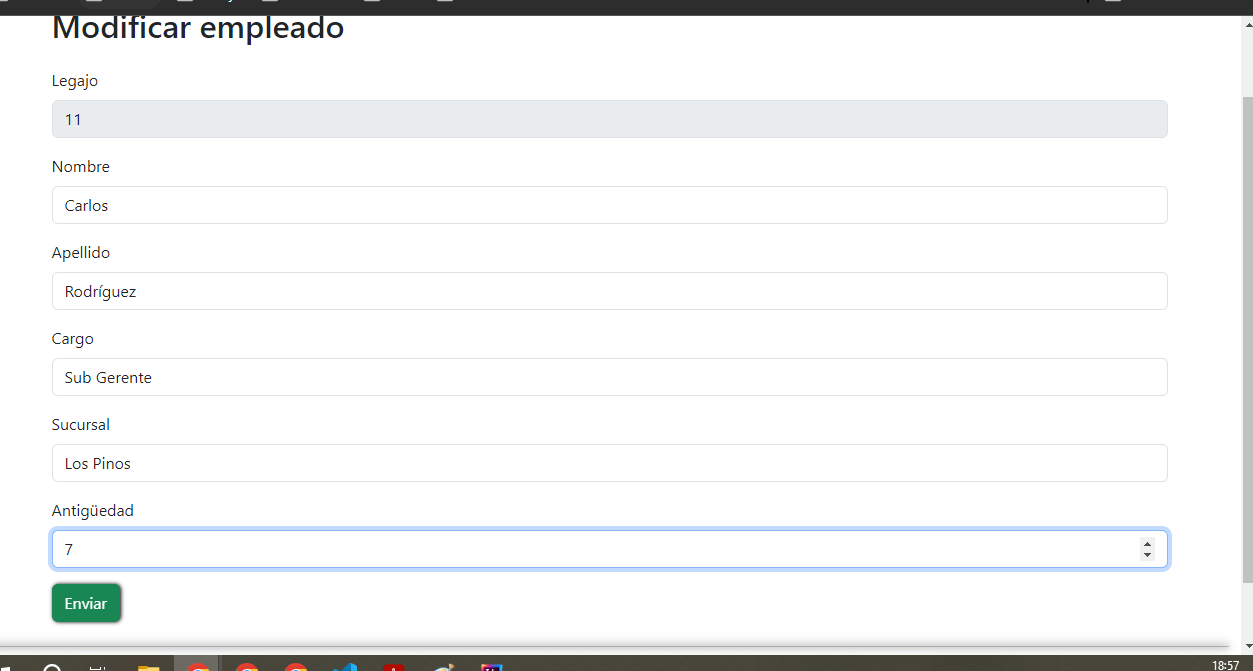 Modificar empleado
Legajo
11
Nombre
Carlos
Apellido
Rodríguez
Cargo
Sub Gerente
Sucursal
Los Pinos
Antigüedad
7
Enviar
18:57